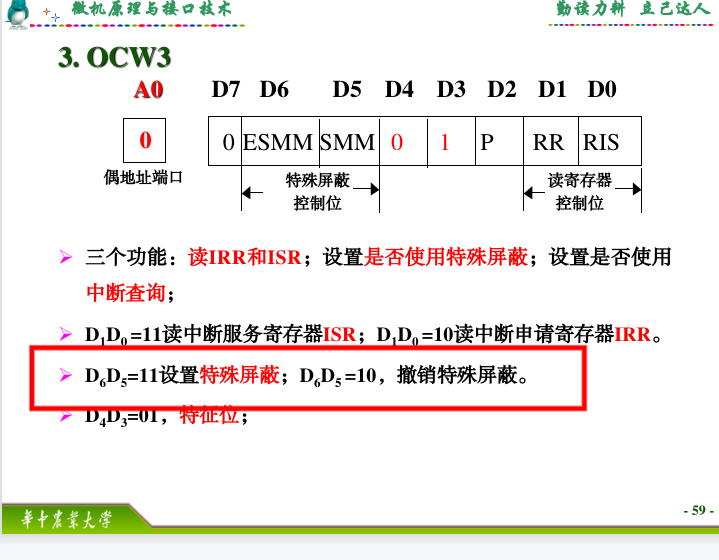 微机原理与接口技术 勤读力耕 立己达人
3. OCW3
A0 D7 D6 D5 D4 D3 D2 D1 D0
0 0 ESMM SMM 0 1 P RR RIS
偶地址端口 特殊屏蔽 读寄存器
控制位 控制位
三个功能：读IRR和ISR；设置是否使用特殊屏蔽；设置是否使用
中断查询；
D1D0=11读中断服务寄存器ISR；D1D0=10读中断申请寄存器IRR。
D6D5=11设置特殊屏蔽；D6D5=10，撤销特殊屏蔽。
D4D3=01，特征位；
华中农业大学 - 59 -